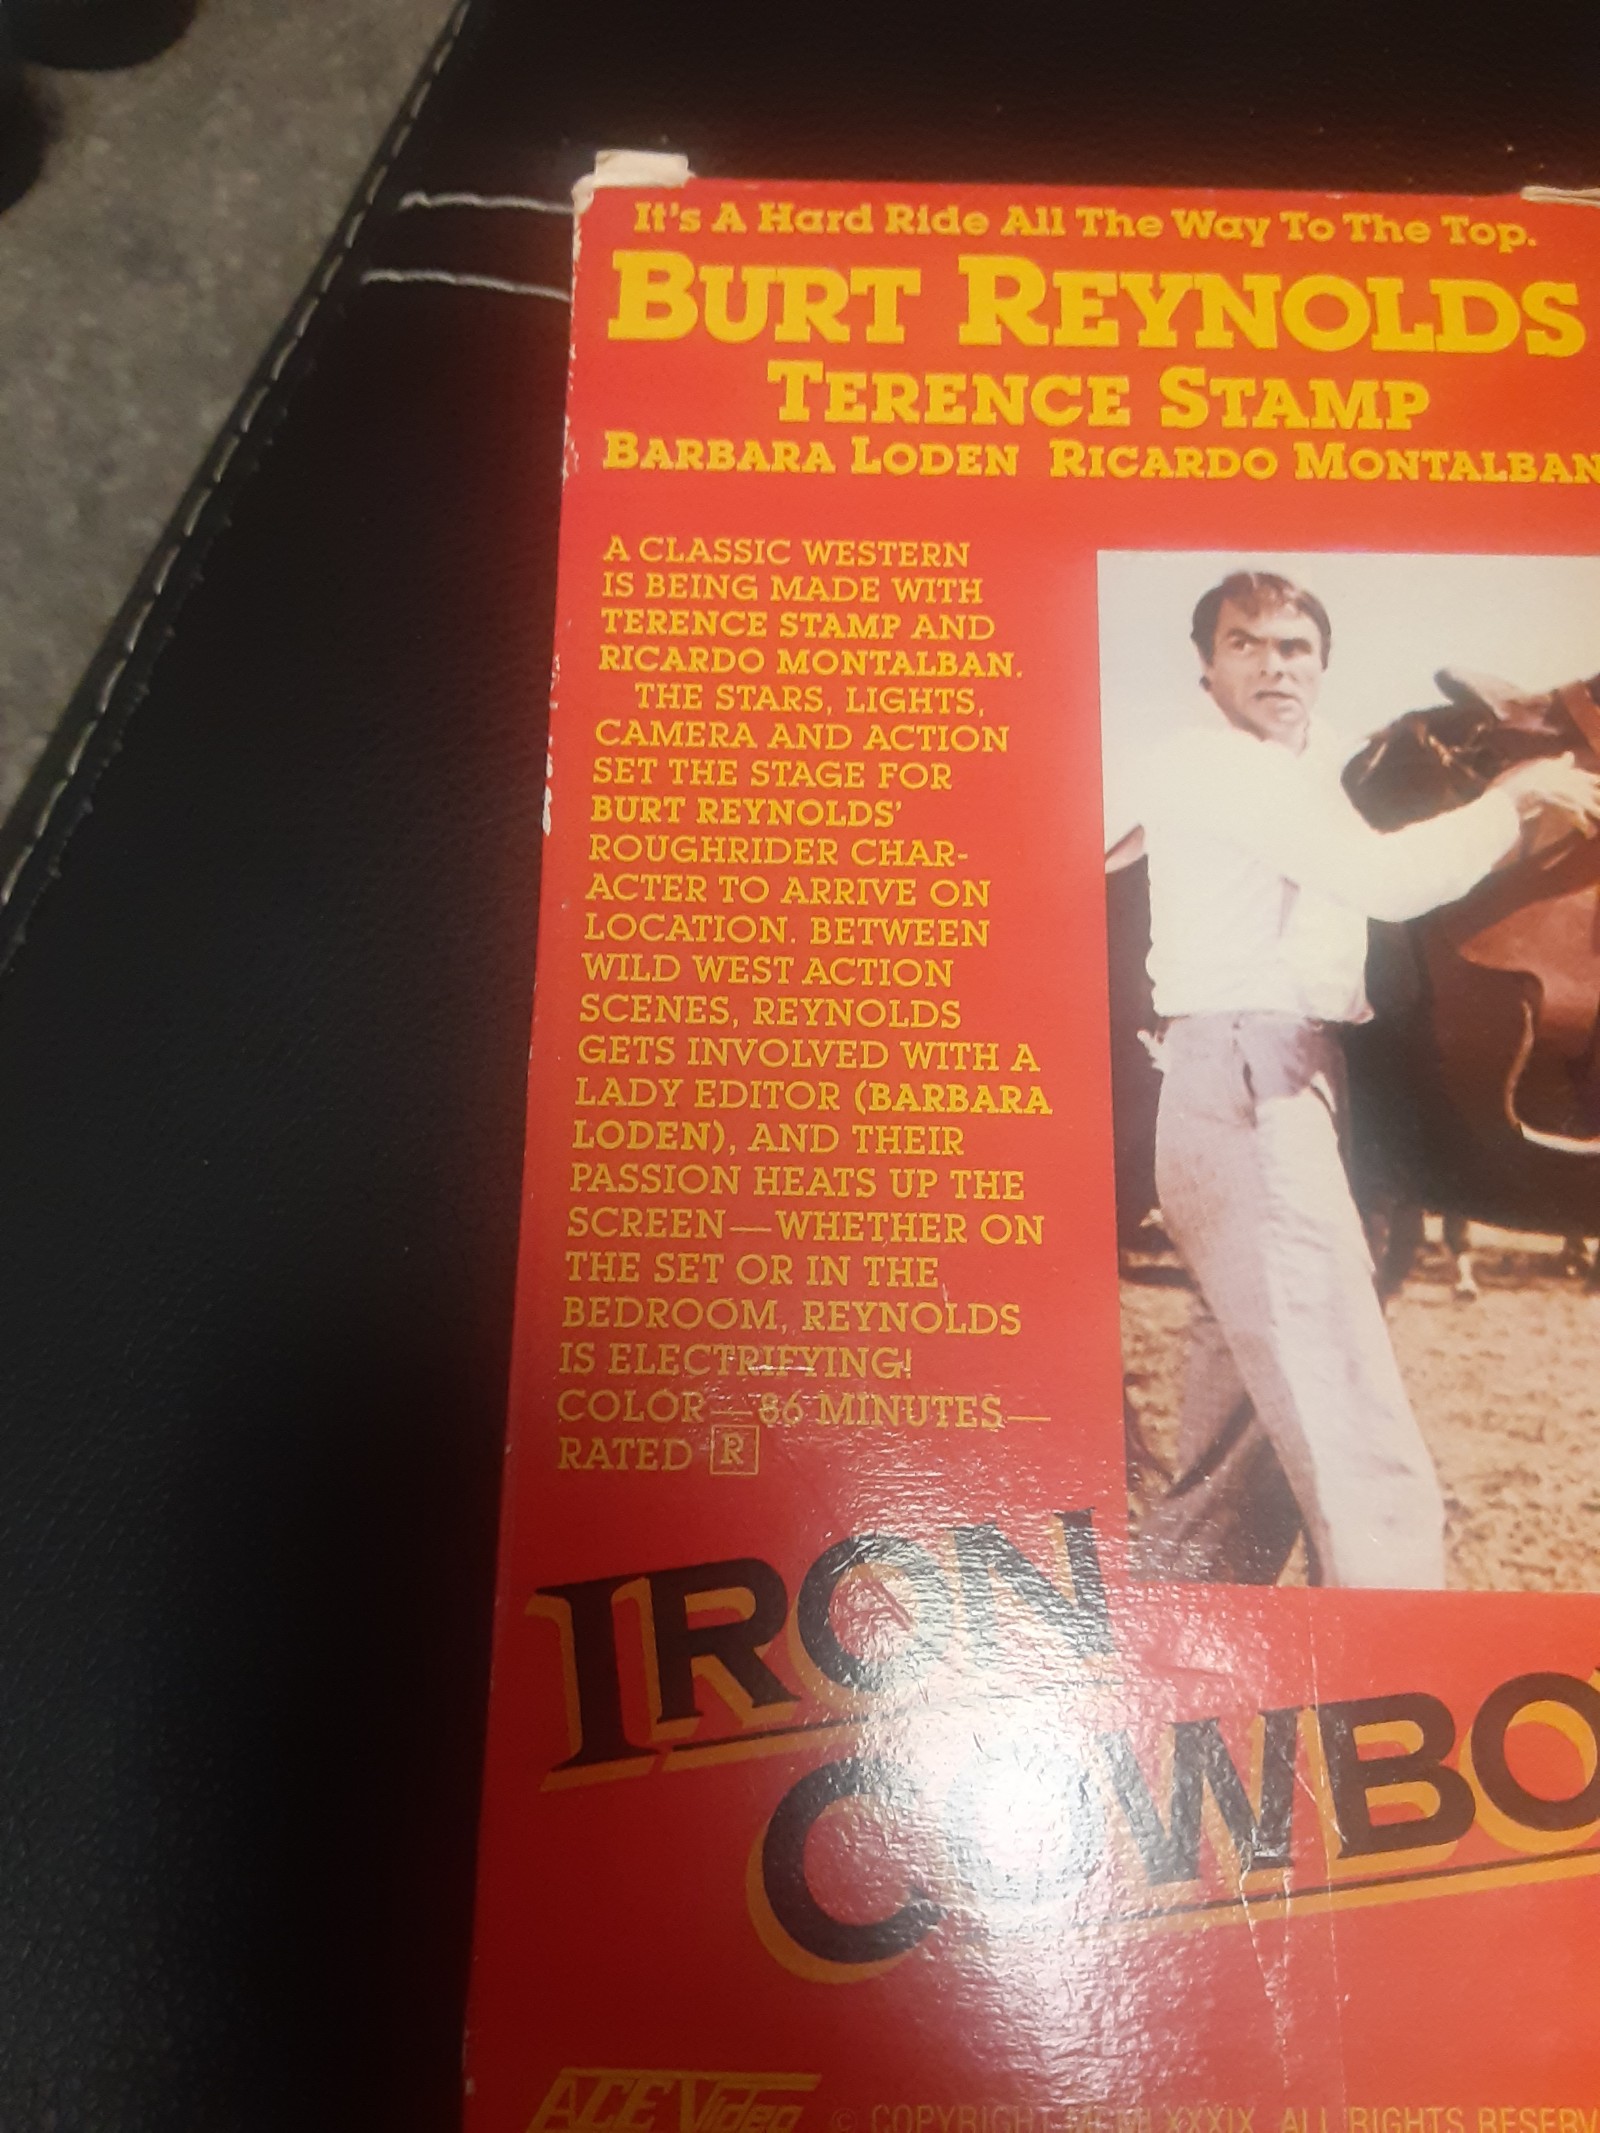 It's A Hard Ride All The Way To The Top.
BURT REYNOLDS
TERENCE STAMP
BARBARA LODEN RICARDO MONTALBAN
A CLASSIC WESTERN
IS BEING MADE WITH
TERENCE STAMP AND
RICARDO MONTALBAN.
THE STARS, LIGHTS,
CAMERA AND ACTION
SET THE STAGE FOR
BURT REYNOLDS'
ROUGHRIDER CHAR-
ACTER TO ARRIVE ON
LOCATION. BETWEEN
WILD WEST ACTION
SCENES, REYNOLDS
GETS INVOLVED WITH A
LADY EDITOR (BARBARA
LODEN), AND THEIR
PASSION HEATS UP THE
SCREEN—WHETHER ON
THE SET OR IN THE
BEDROOM, REYNOLDS
IS ELECTRIFYING!
COLOR—86 MINUTES—
RATED R
IRON
COWBO
ACE Video © COPYRIGHT MCMLXXXIX ALL RIGHTS RESERV